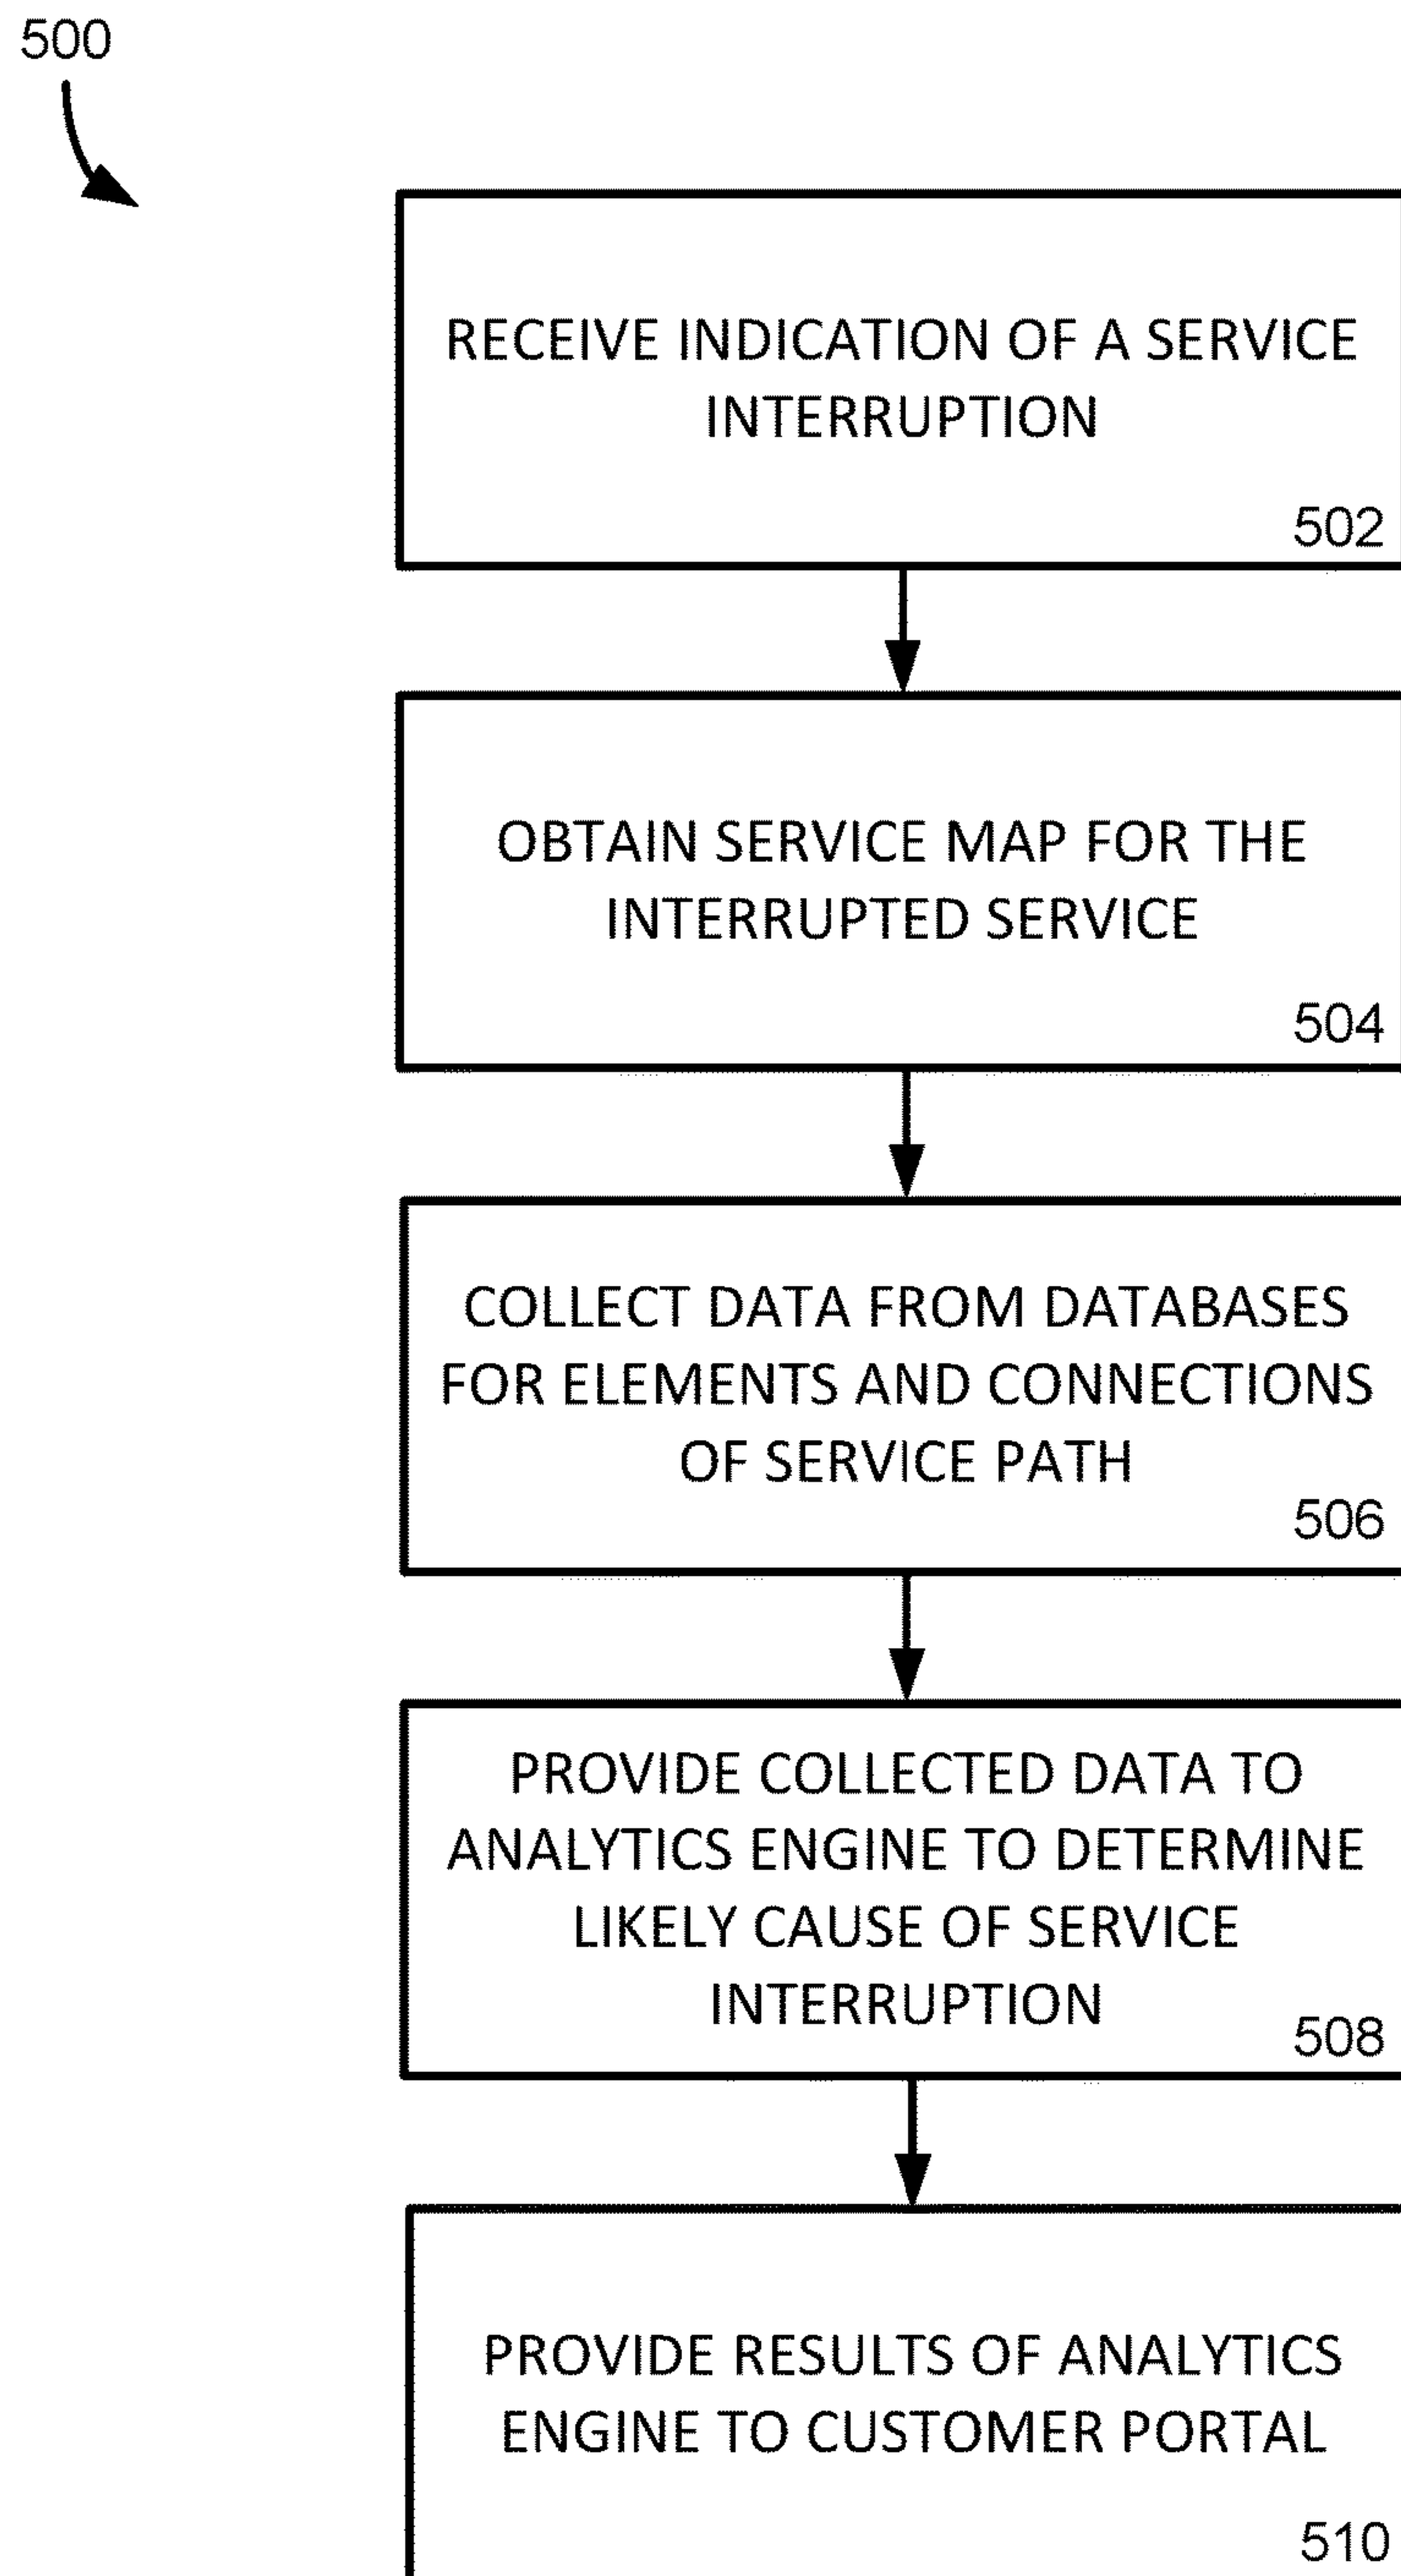 500
RECEIVE INDICATION OF A SERVICE
INTERRUPTION
502
OBTAIN SERVICE MAP FOR THE
INTERRUPTED SERVICE
504
COLLECT DATA FROM DATABASES
FOR ELEMENTS AND CONNECTIONS
OF SERVICE PATH
506
PROVIDE COLLECTED DATA TO
ANALYTICS ENGINE TO DETERMINE
LIKELY CAUSE OF SERVICE
INTERRUPTION
508
PROVIDE RESULTS OF ANALYTICS
ENGINE TO CUSTOMER PORTAL
510